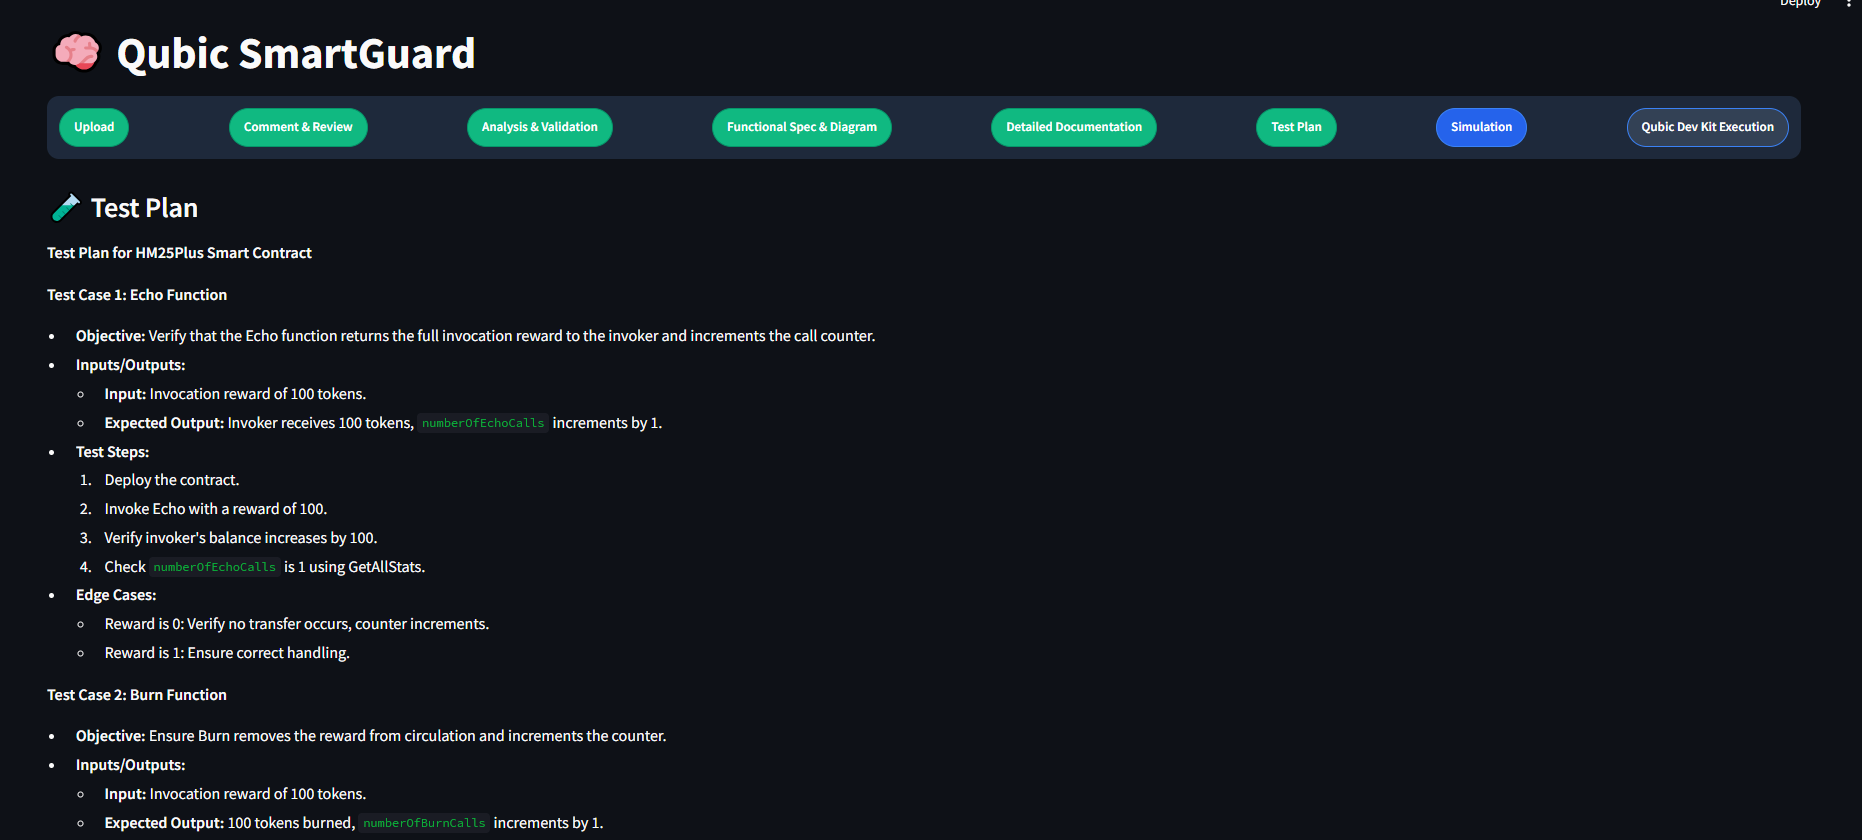 Deploy
Qubic SmartGuard
Upload
Comment & Review
Analysis & Validation
Functional Spec & Diagram
Detailed Documentation
Test Plan
Simulation
Qubic Dev Kit Execution
Test Plan
Test Plan for HM25Plus Smart Contract
Test Case 1: Echo Function
• Objective: Verify that the Echo function returns the full invocation reward to the invoker and increments the call counter.
• Inputs/Outputs:
◦ Input: Invocation reward of 100 tokens.
◦ Expected Output: Invoker receives 100 tokens, numberOfEchoCalls increments by 1.
• Test Steps:
1. Deploy the contract.
2. Invoke Echo with a reward of 100.
3. Verify invoker's balance increases by 100.
4. Check numberOfEchoCalls is 1 using GetAllStats.
• Edge Cases:
◦ Reward is 0: Verify no transfer occurs, counter increments.
◦ Reward is 1: Ensure correct handling.
Test Case 2: Burn Function
• Objective: Ensure Burn removes the reward from circulation and increments the counter.
• Inputs/Outputs:
◦ Input: Invocation reward of 100 tokens.
◦ Expected Output: 100 tokens burned, numberOfBurnCalls increments by 1.